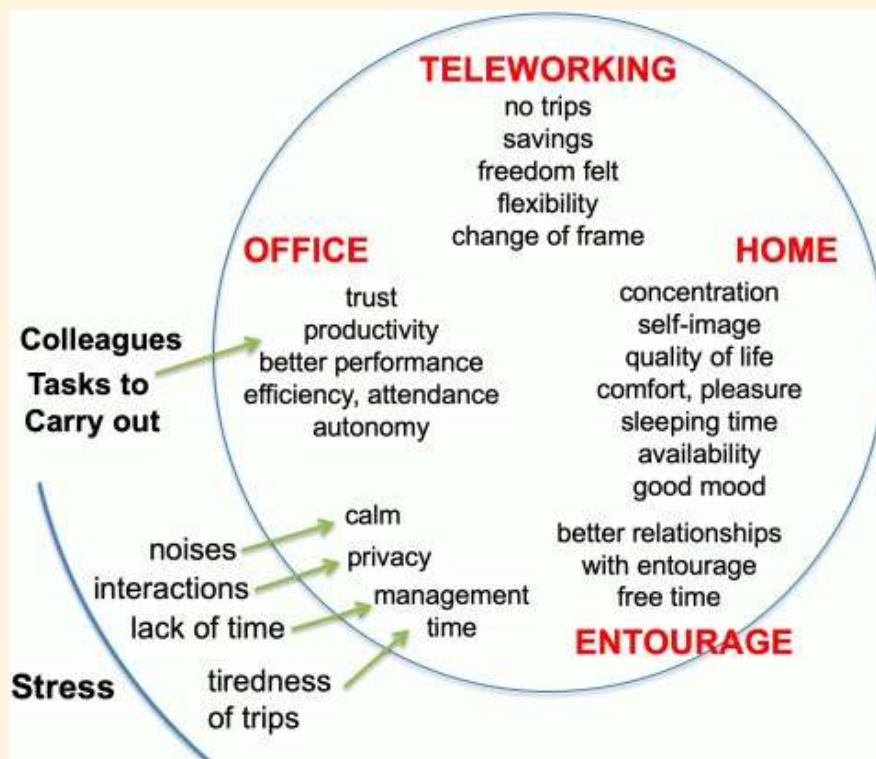 TELEWORKING
no trips
savings
freedom felt
flexibility
change of frame
OFFICE
trust
productivity
better performance
efficiency, attendance
autonomy
HOME
concentration
self-image
quality of life
comfort, pleasure
sleeping time
availability
good mood
Colleagues
Tasks to
Carry out
calm
privacy
management
time
noises
interactions
lack of time
tiredness
of trips
Stress
better relationships
with entourage
free time
ENTOURAGE